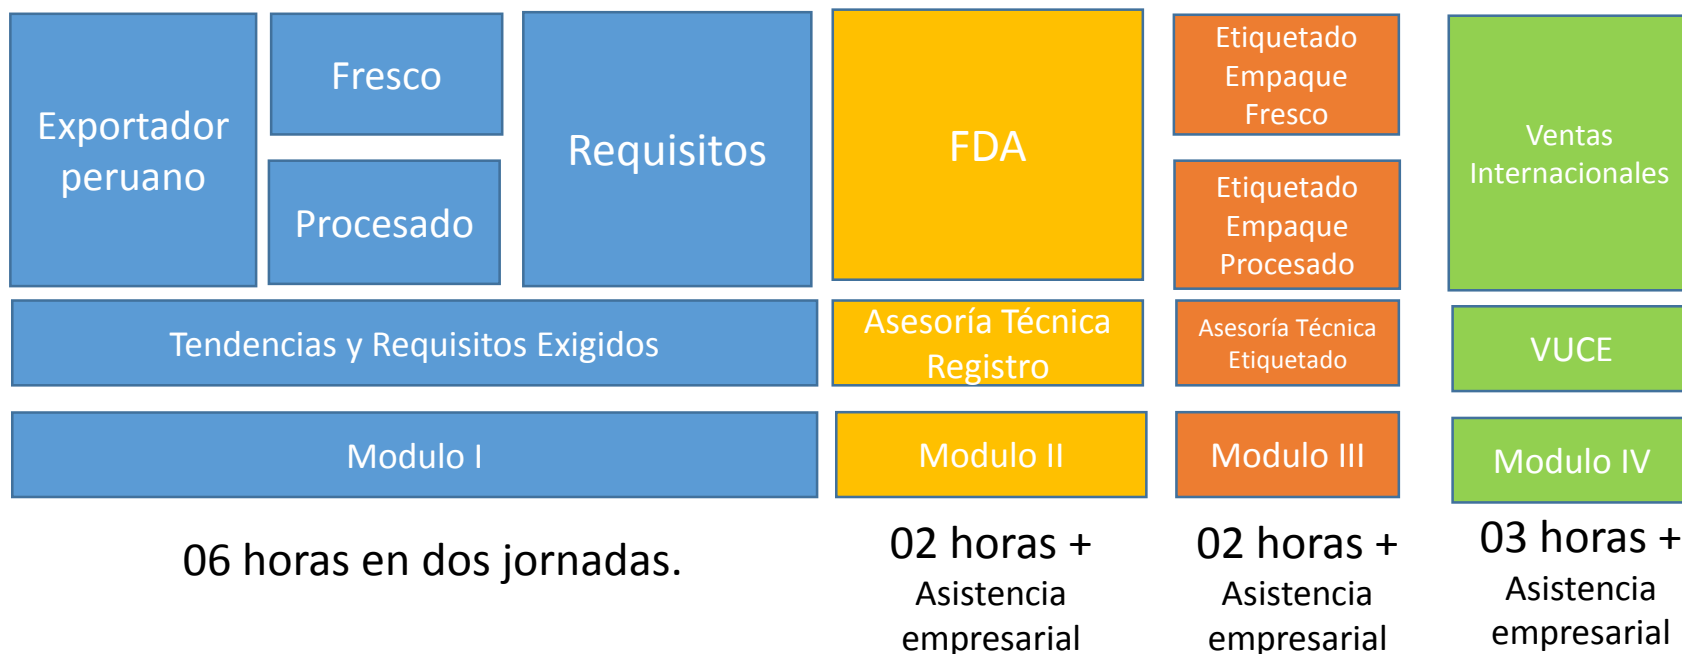 Exportador
peruano
Fresco
Procesado
Requisitos
FDA
Etiquetado
Empaque
Fresco
Etiquetado
Empaque
Procesado
Ventas
Internacionales
Tendencias y Requisitos Exigidos
Asesoría Técnica
Registro
Asesoría Técnica
Etiquetado
VUCE
Modulo I
Modulo II
Modulo III
Modulo IV
06 horas en dos jornadas.
02 horas +
Asistencia
empresarial
02 horas +
Asistencia
empresarial
03 horas +
Asistencia
empresarial